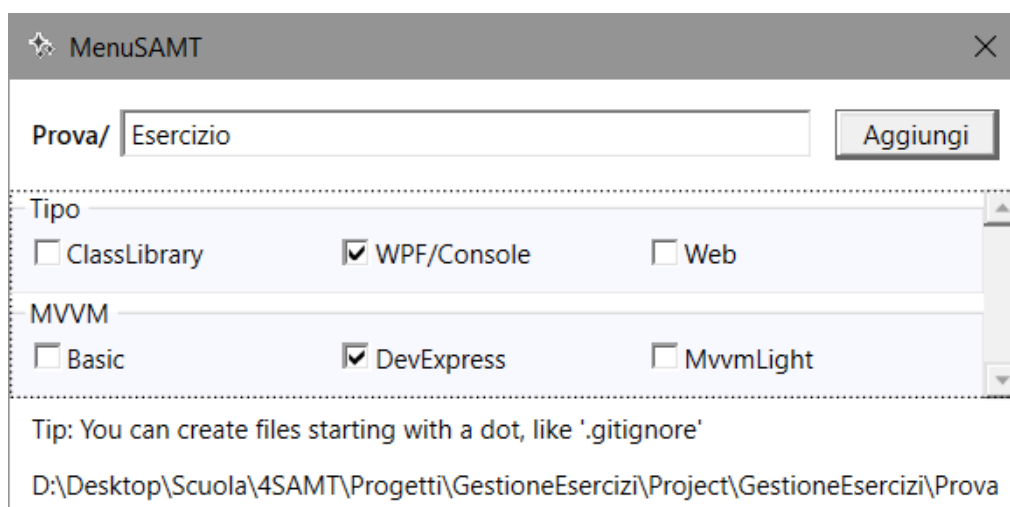 MenuSAMT
Prova/ Esercizio Aggiungi
Tipo
ClassLibrary WPF/Console Web
MVVM
Basic DevExpress MvvmLight
Tip: You can create files starting with a dot, like '.gitignore'
D:\Desktop\Scuola\4SAMT\Progetti\GestioneEsercizi\Project\GestioneEsercizi\Prova